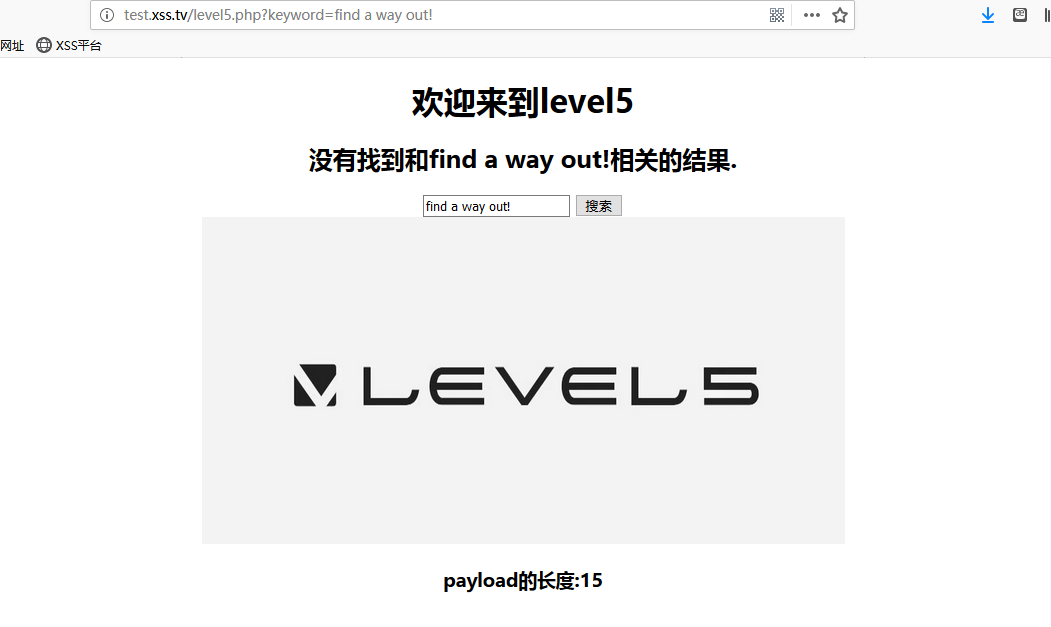 test.xss.tv/level5.php?keyword=find a way out!
网址 XSS平台
欢迎来到level5
没有找到和find a way out!相关的结果.
find a way out! 搜索
LEVEL5
payload的长度:15